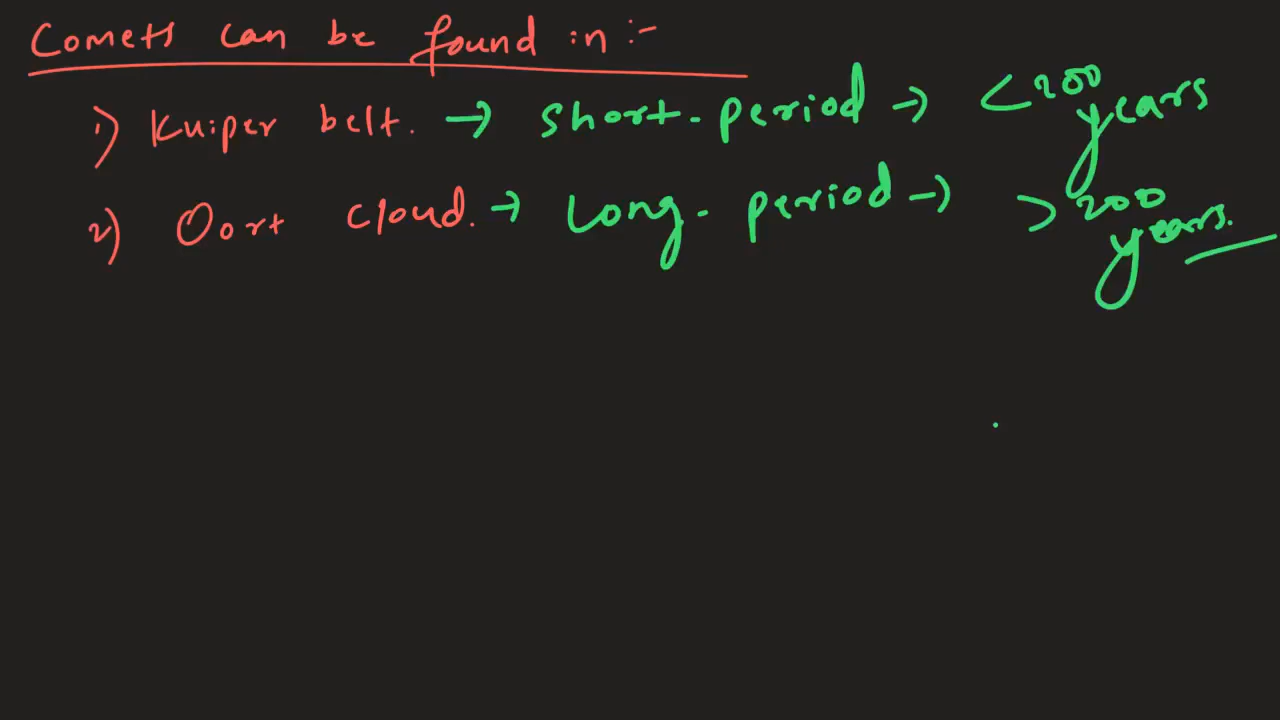 Comets can be found in :-
1) Kuiper belt. → short-period → < 200 years
2) Oort cloud. → Long-period → > 200 years.